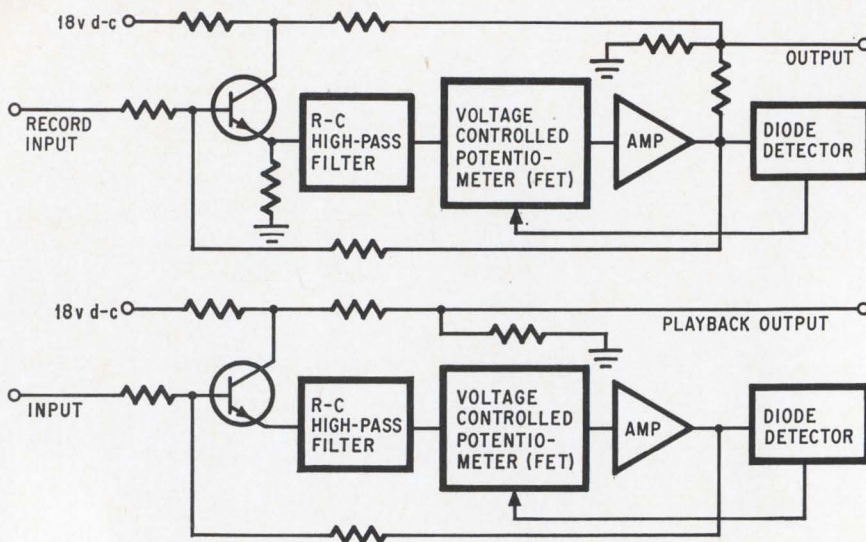 18v d-c
OUTPUT
RECORD
INPUT
R-C
HIGH-PASS
FILTER
VOLTAGE
CONTROLLED
POTENTIO-
METER (FET)
AMP
DIODE
DETECTOR
18v d-c
PLAYBACK OUTPUT
INPUT
R-C
HIGH-PASS
FILTER
VOLTAGE
CONTROLLED
POTENTIO-
METER (FET)
AMP
DIODE
DETECTOR